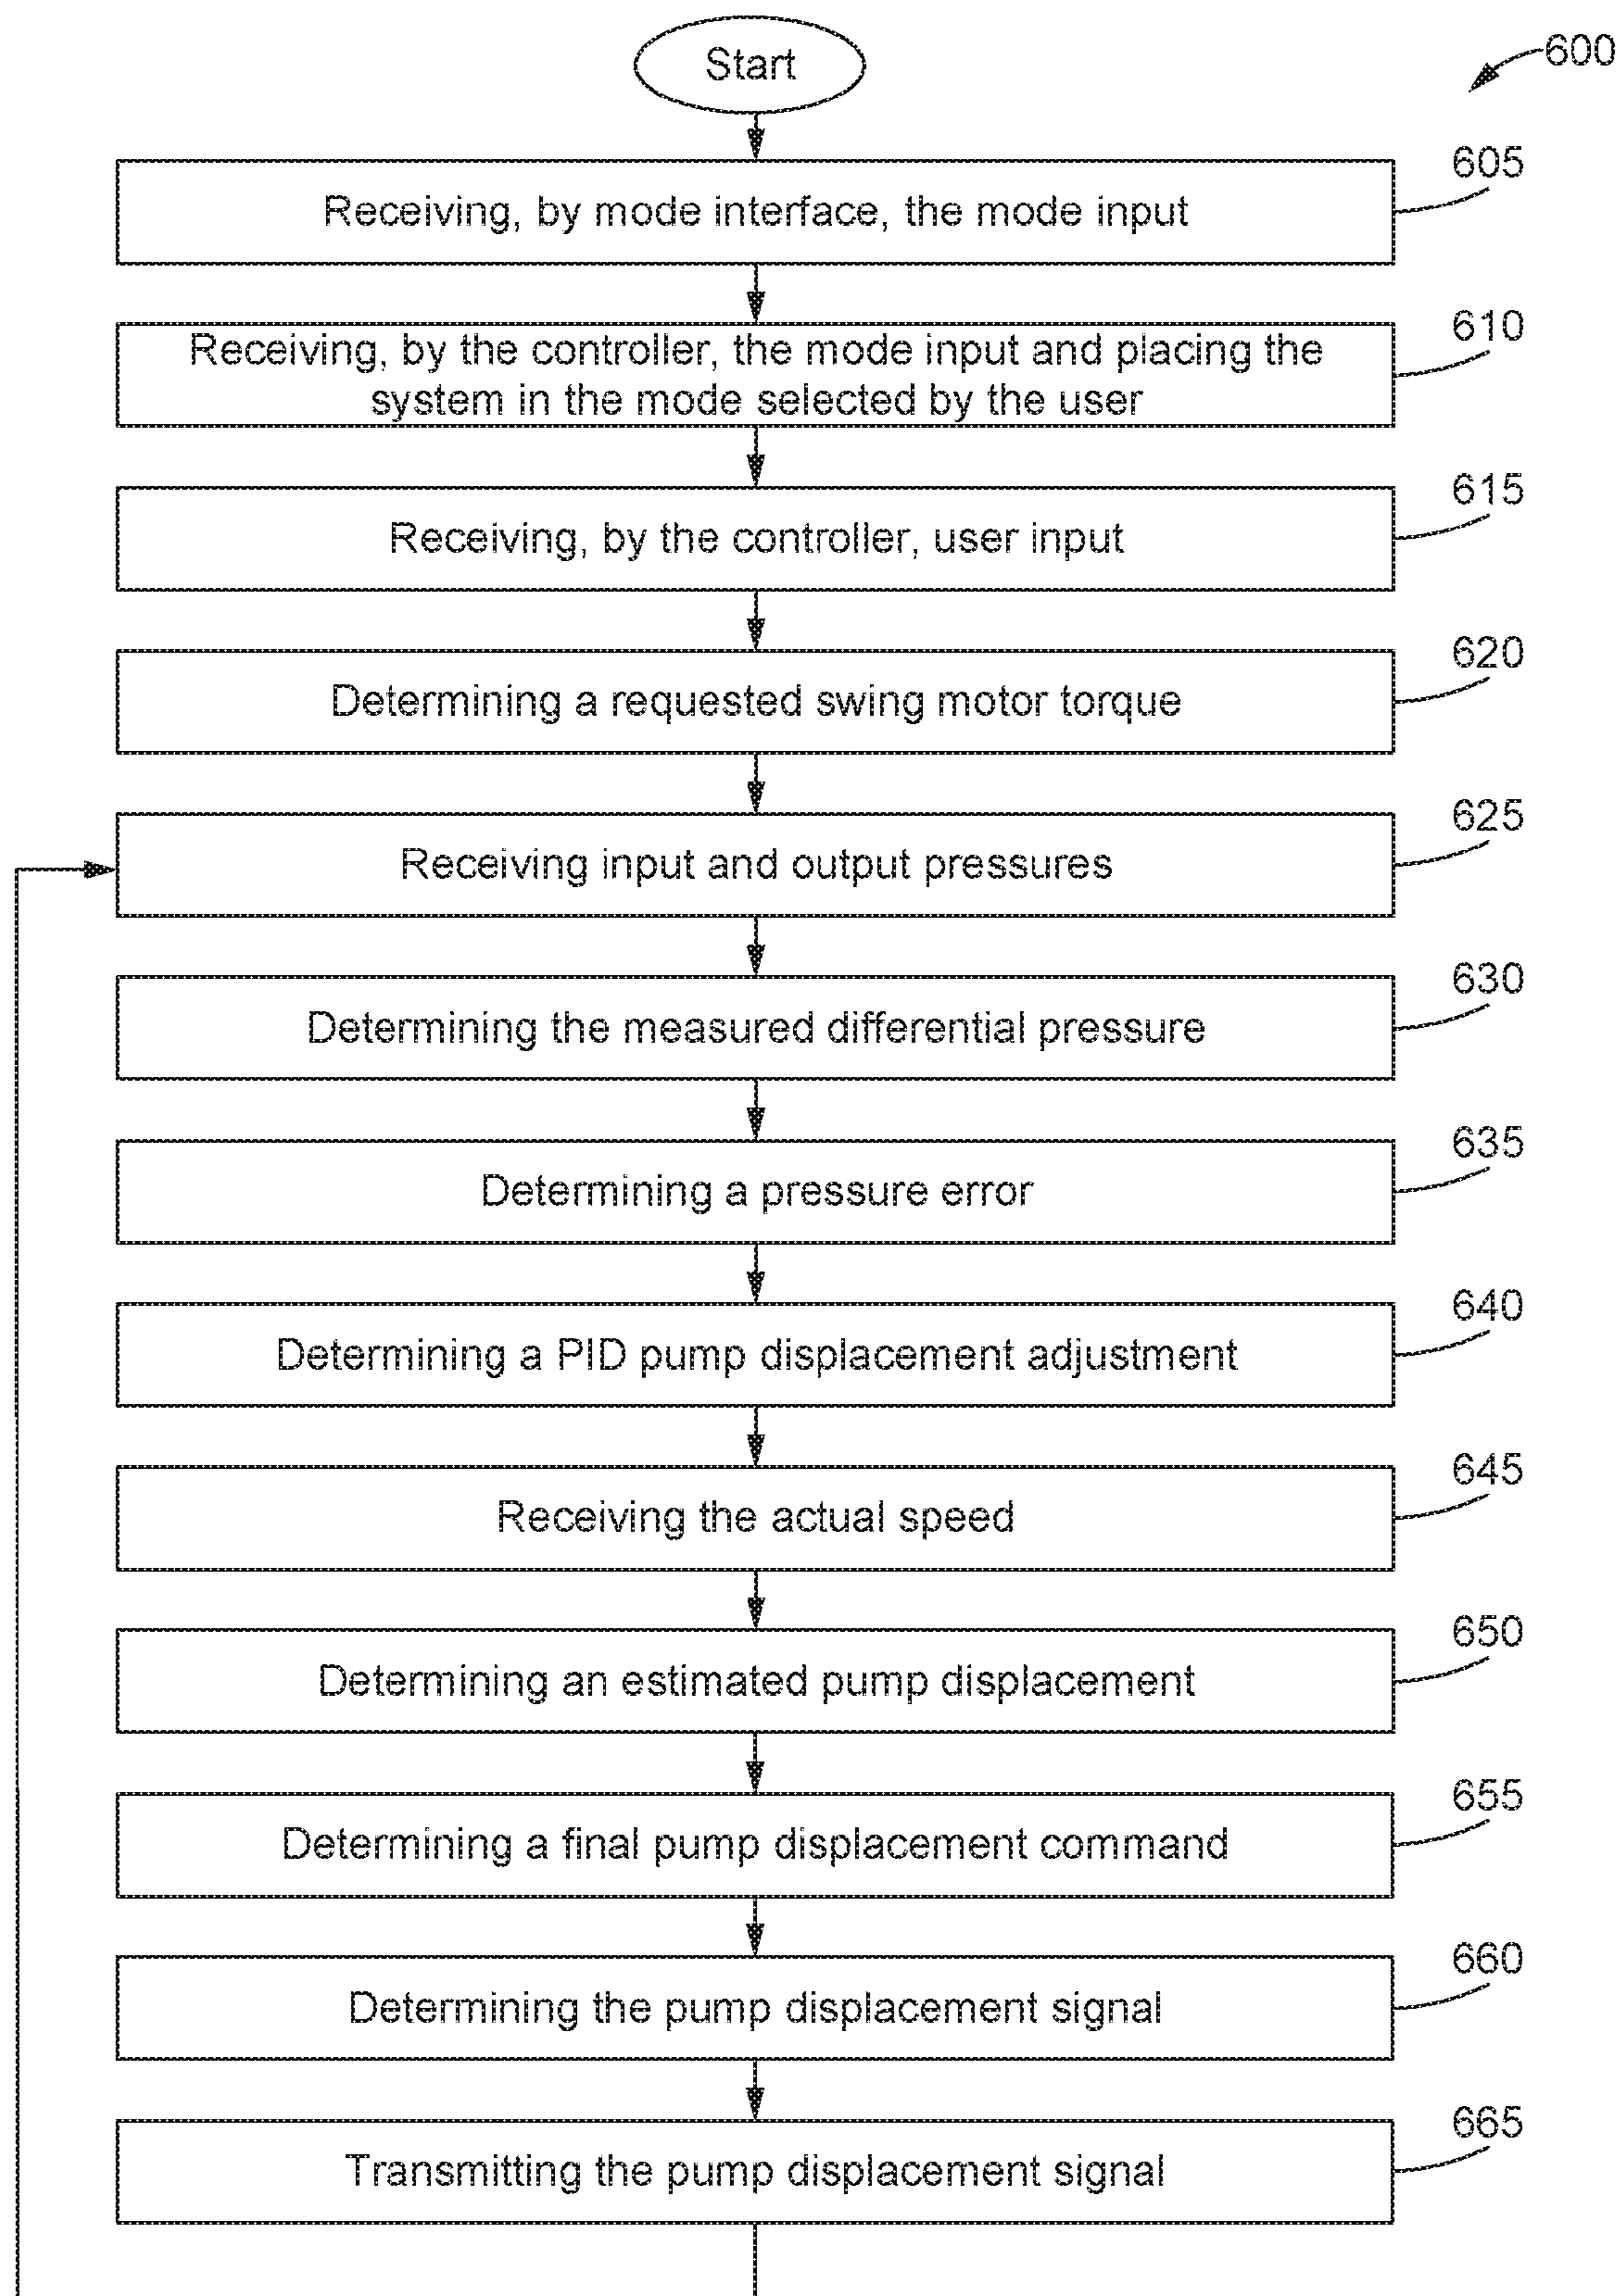 Start
600
605
Receiving, by mode interface, the mode input
610
Receiving, by the controller, the mode input and placing the
system in the mode selected by the user
615
Receiving, by the controller, user input
620
Determining a requested swing motor torque
625
Receiving input and output pressures
630
Determining the measured differential pressure
635
Determining a pressure error
640
Determining a PID pump displacement adjustment
645
Receiving the actual speed
650
Determining an estimated pump displacement
655
Determining a final pump displacement command
660
Determining the pump displacement signal
665
Transmitting the pump displacement signal